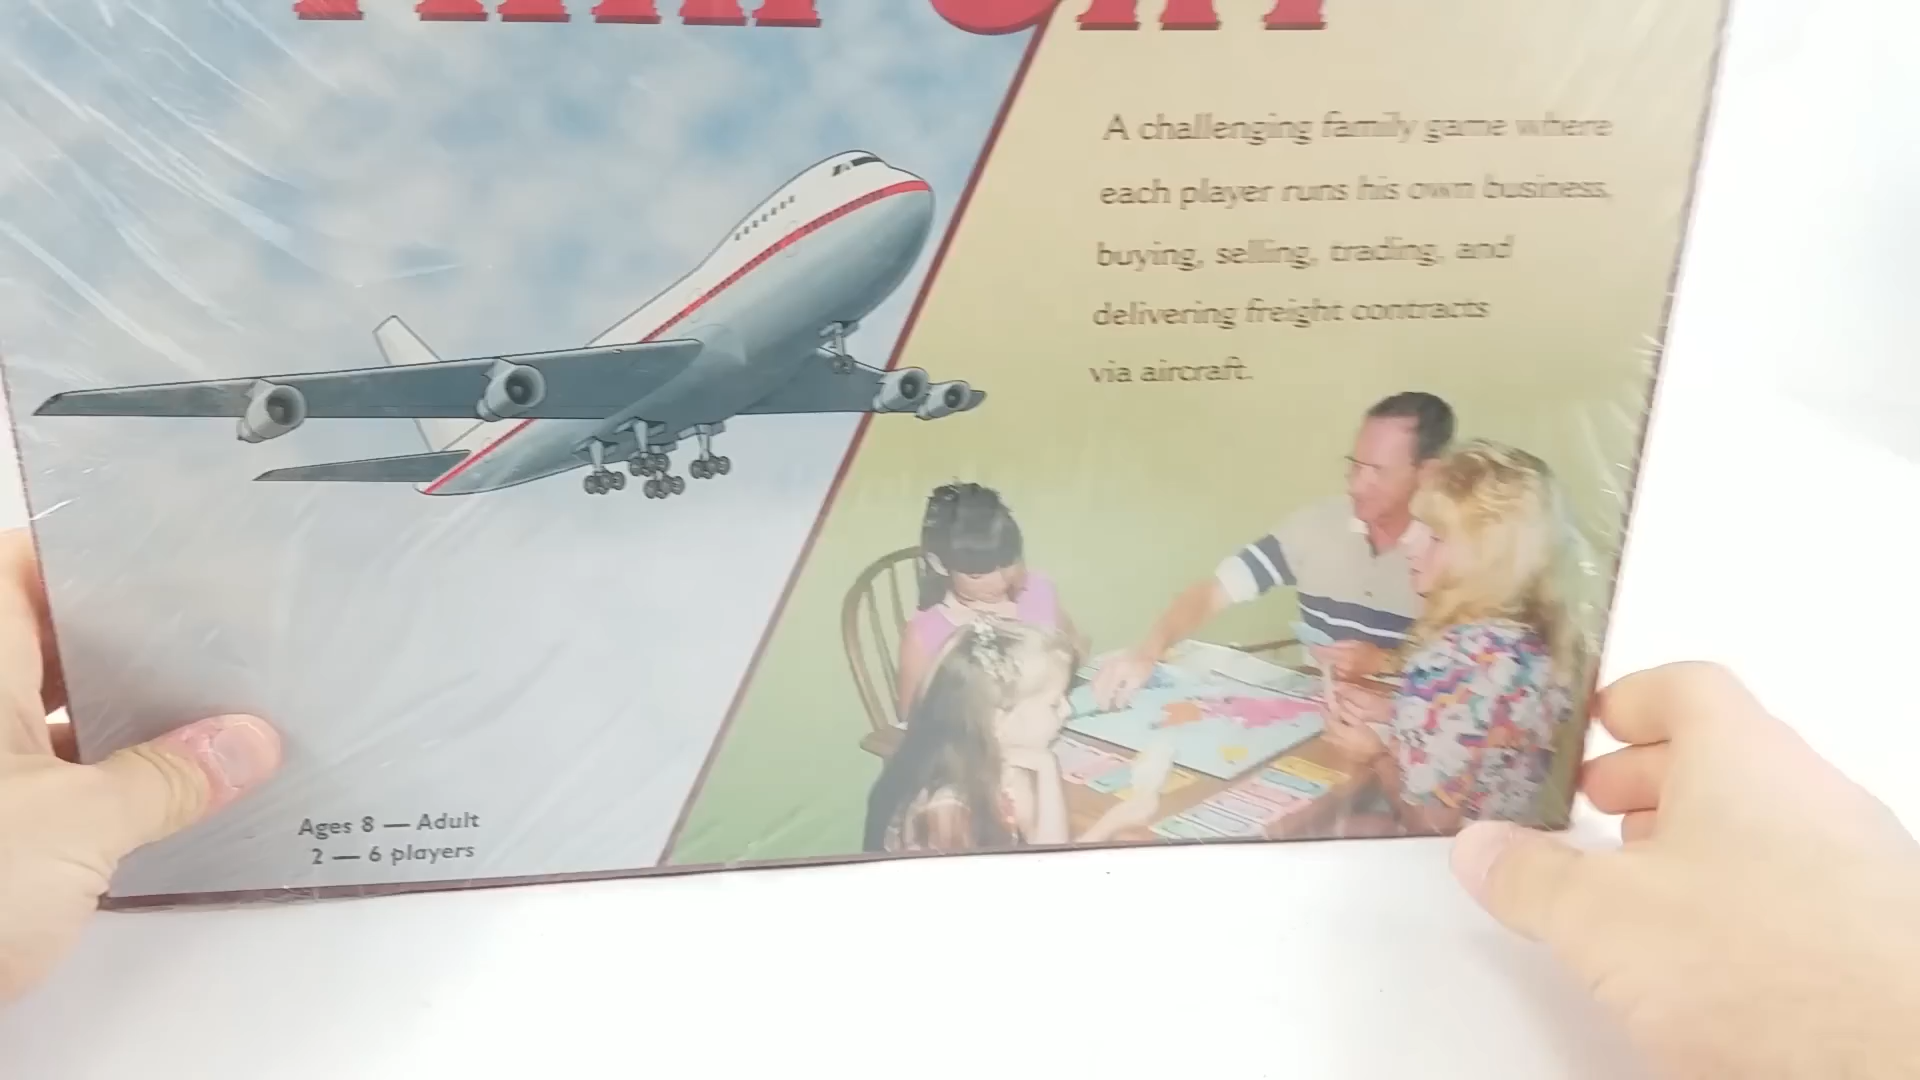 A challenging family game where
each player runs his own business,
buying, selling, trading, and
delivering freight contracts
via aircraft.
Ages 8 — Adult
2 — 6 players